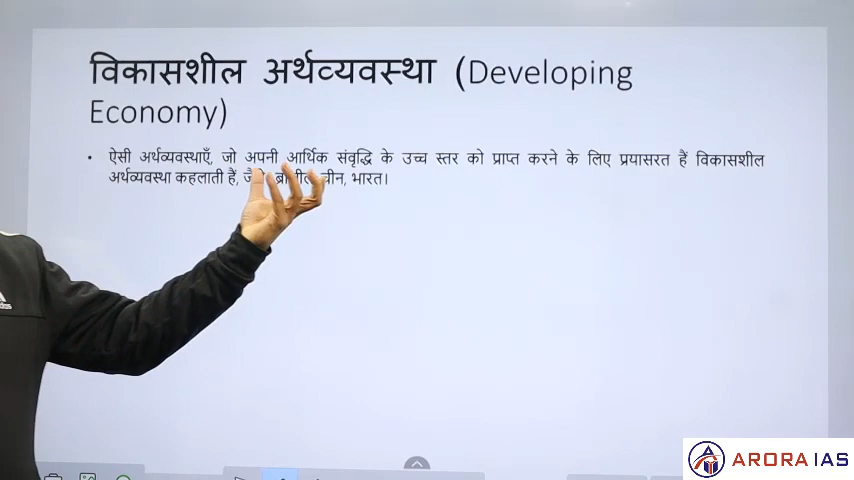 विकासशील अर्थव्यवस्था (Developing
Economy)
• ऐसी अर्थव्यवस्थाएँ, जो अपनी आर्थिक संवृद्धि के उच्च स्तर को प्राप्त करने के लिए प्रयासरत हैं विकासशील
अर्थव्यवस्था कहलाती हैं, चीन, भारत।
ARORA IAS